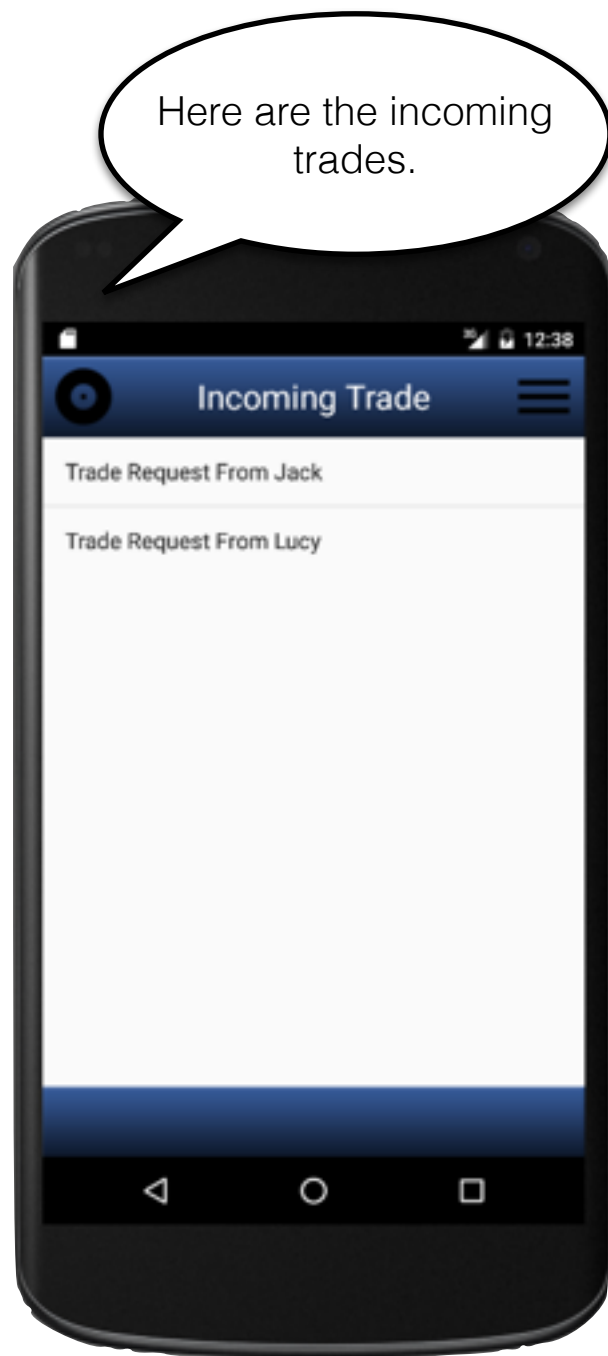 Here are the incoming
trades.
12:38
Incoming Trade
Trade Request From Jack
Trade Request From Lucy